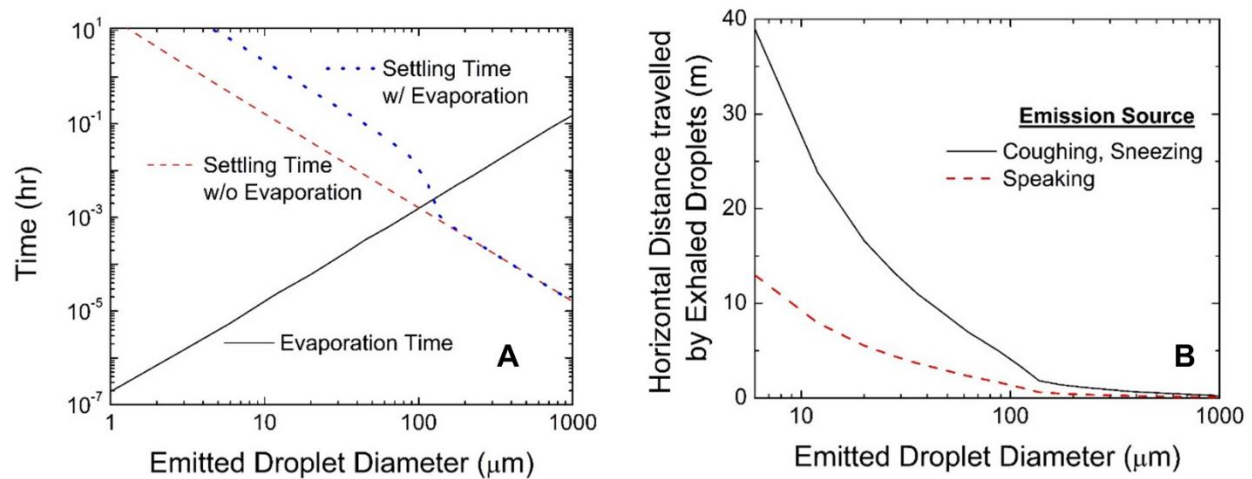 10¹
10⁻¹
10⁻³
10⁻⁵
10⁻⁷
Time (hr)
Settling Time
w/ Evaporation
Settling Time
w/o Evaporation
Evaporation Time
A
1
10
100
1000
Emitted Droplet Diameter (μm)
Horizontal Distance travelled
by Exhaled Droplets (m)
40
30
20
10
0
Emission Source
Coughing, Sneezing
Speaking
B
10
100
1000
Emitted Droplet Diameter (μm)